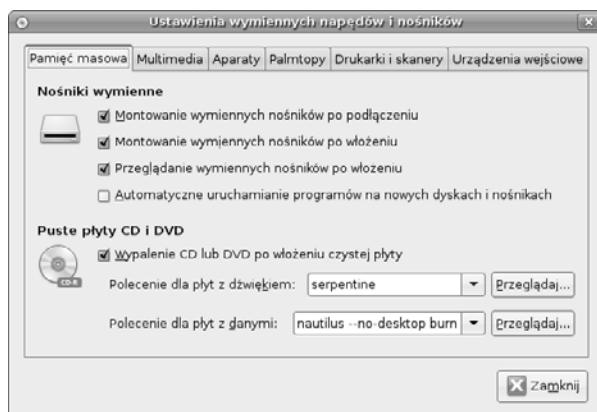 Ustawienia wymiennych napędów i nośników
Pamięć masowa Multimedia Aparaty Palmtopy Drukarki i skanery Urządzenia wejściowe
Nośniki wymienne
Montowanie wymiennych nośników po podłączeniu
Montowanie wymiennych nośników po włożeniu
Przeglądanie wymiennych nośników po włożeniu
Automatyczne uruchamianie programów na nowych dyskach i nośnikach
Puste płyty CD i DVD
Wypalenie CD lub DVD po włożeniu czystej płyty
CD-R
Polecenie dla płyt z dźwiękiem: serpentine Przeglądaj...
Polecenie dla płyt z danymi: nautilus --no-desktop burn Przeglądaj...
Zamknij